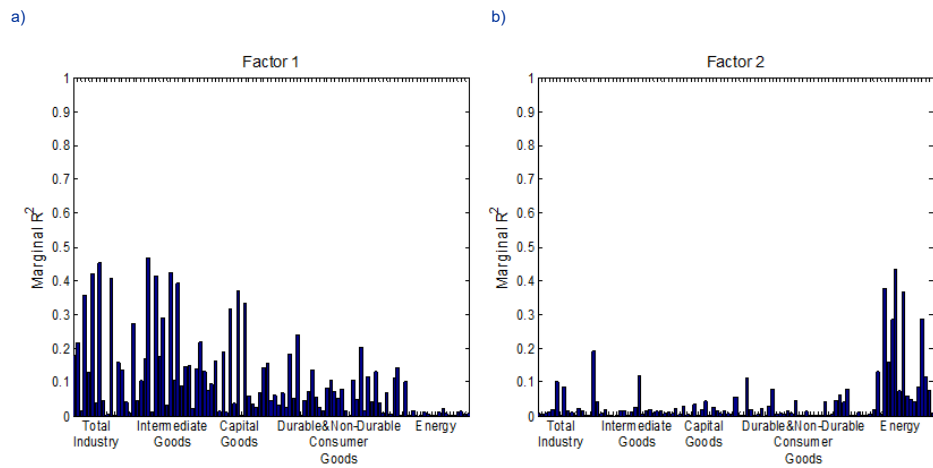 a)
b)
Factor 1
1
0.9
0.8
0.7
0.6
0.5
0.4
0.3
0.2
0.1
0
Marginal R²
Total Industry
Intermediate Goods
Capital Goods
Durable&Non-Durable Consumer Goods
Energy
Factor 2
1
0.9
0.8
0.7
0.6
0.5
0.4
0.3
0.2
0.1
0
Marginal R²
Total Industry
Intermediate Goods
Capital Goods
Durable&Non-Durable Consumer Goods
Energy